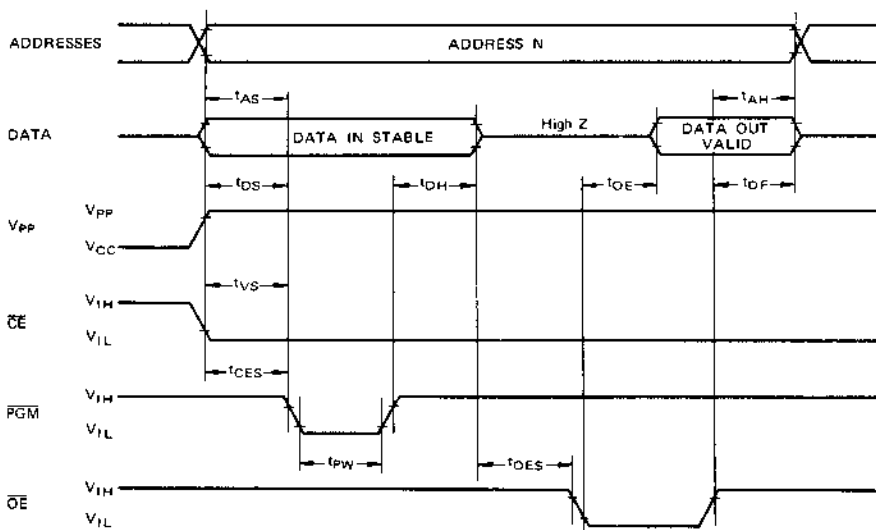 ADDRESSES
ADDRESS N
tAS
tAH
DATA
DATA IN STABLE
High Z
DATA OUT
VALID
tDS
tDH
tOE
tDF
VPP
VPP
VCC
tVS
CE
VIH
VIL
tCES
PGM
VIH
VIL
tPW
tOES
OE
VIH
VIL